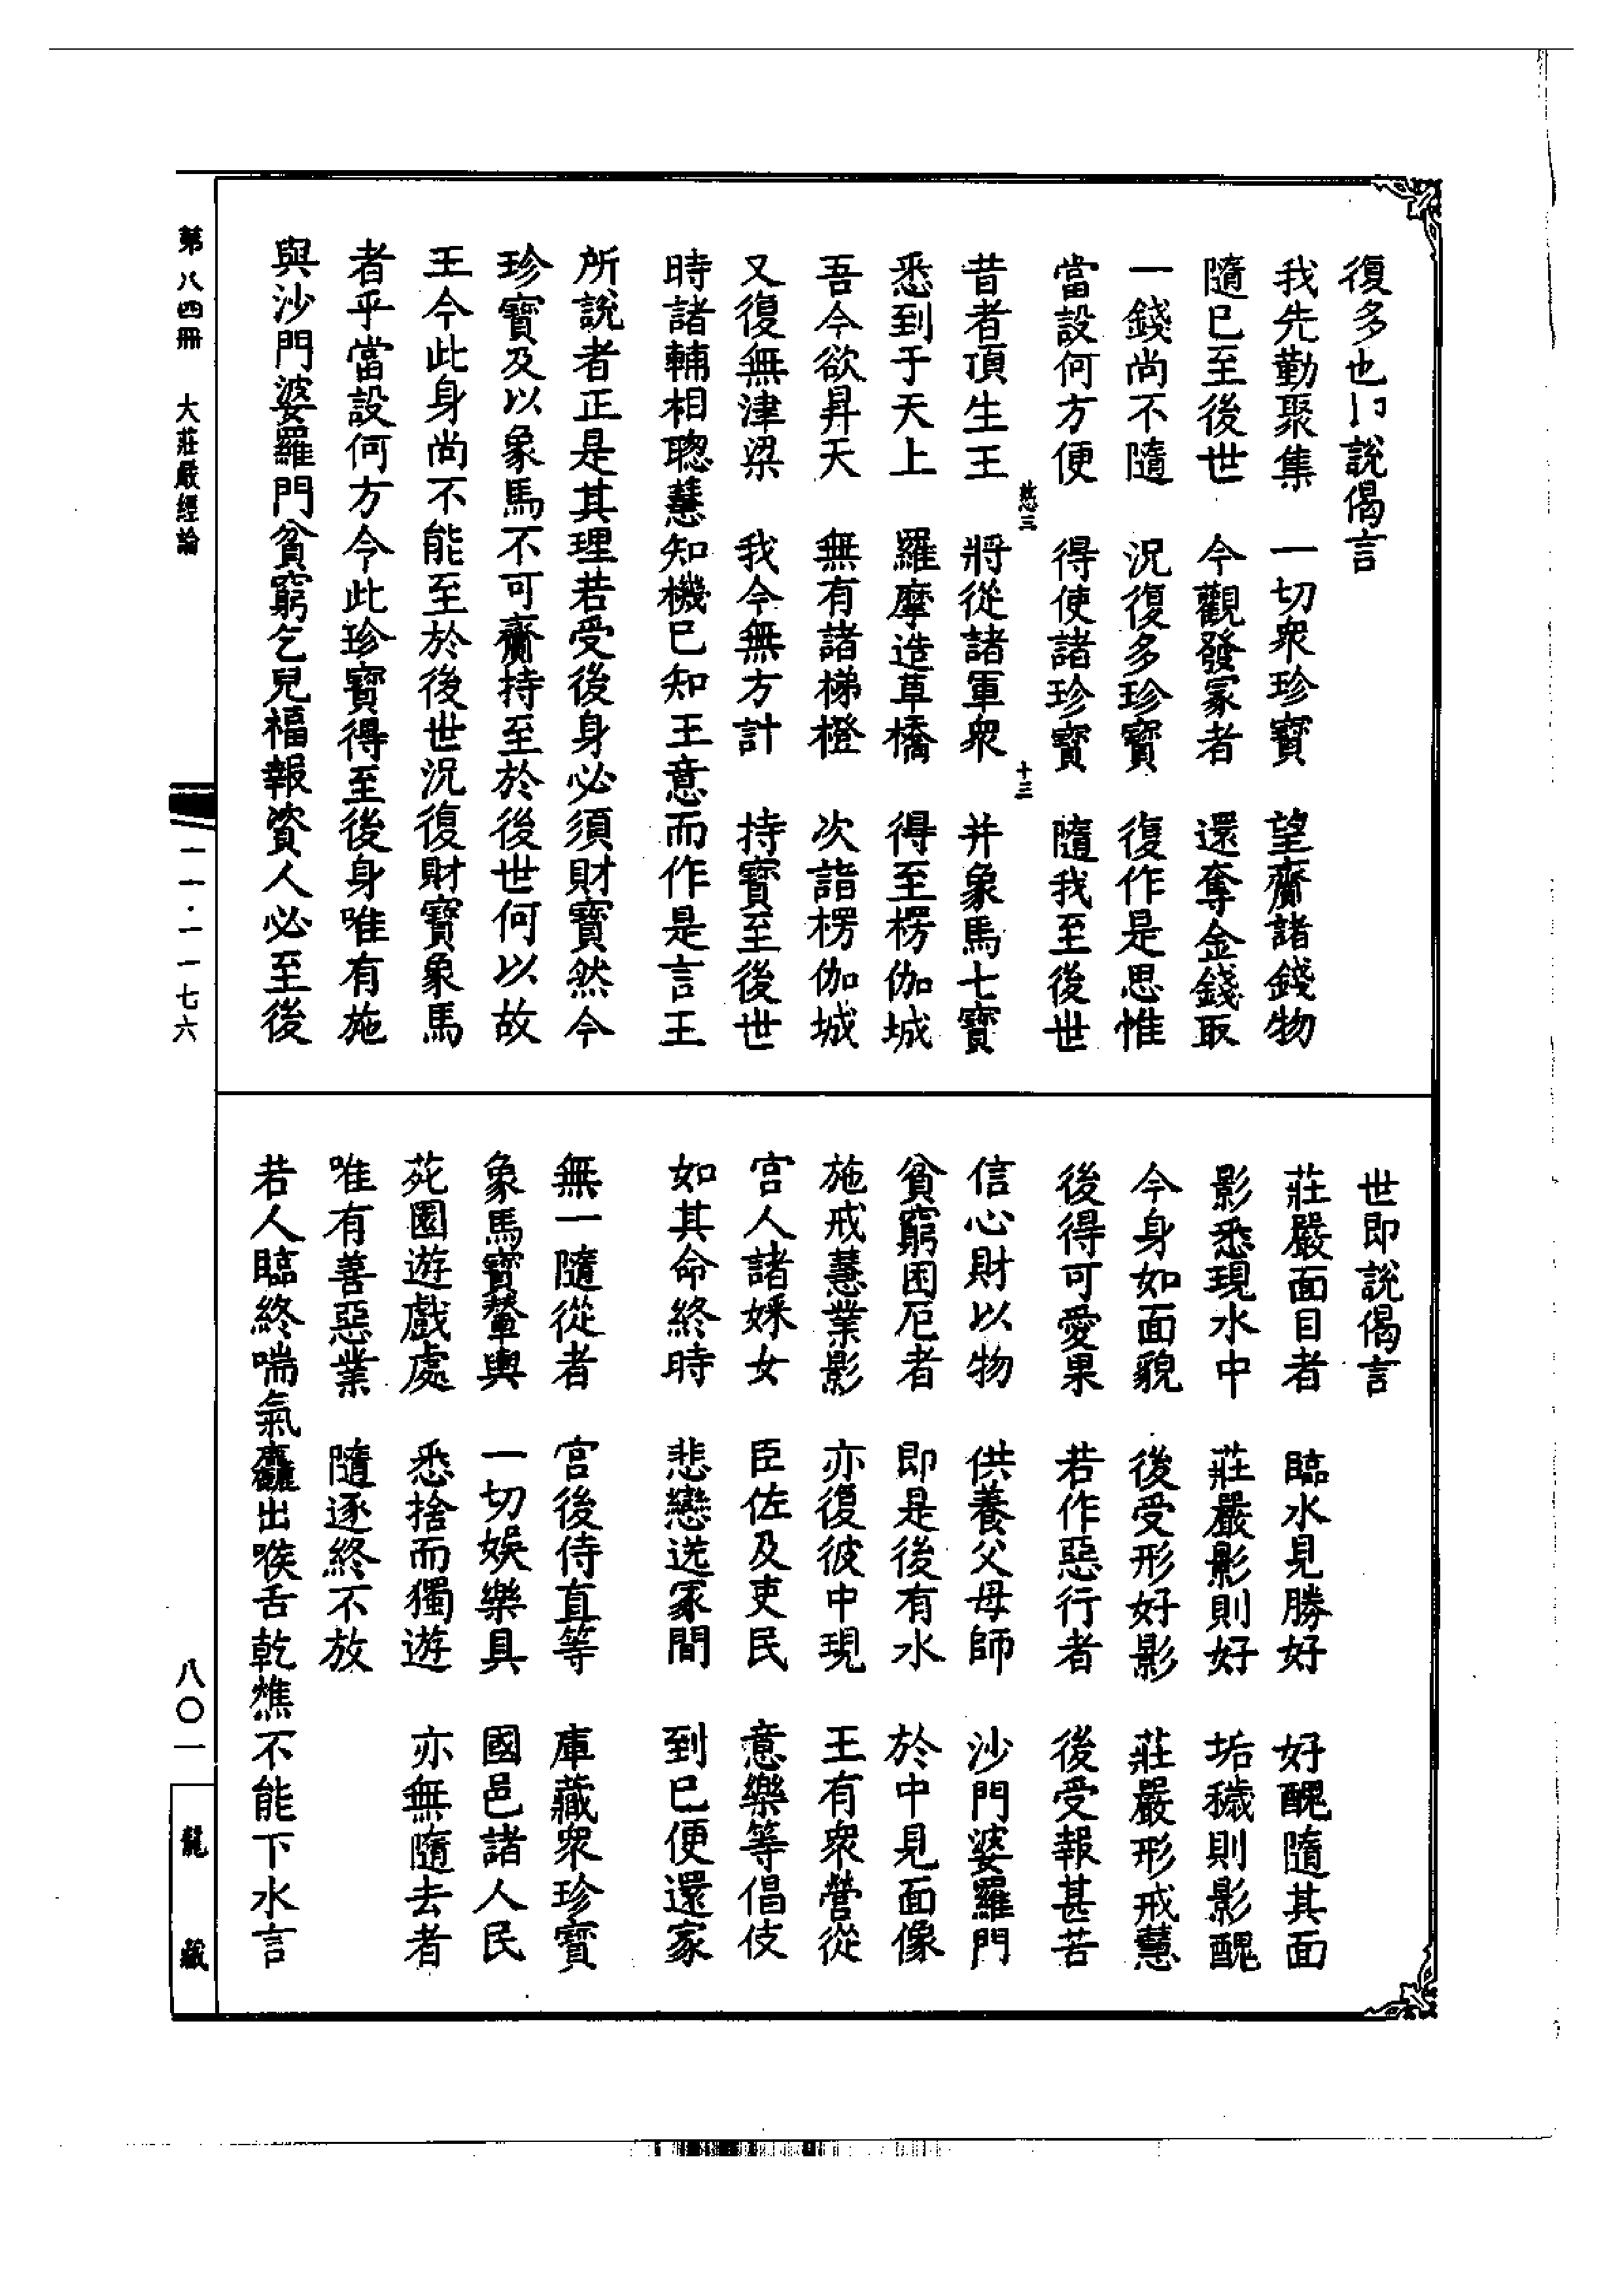 復多也即說偈言
我先勤聚集　一切衆珍寶　望齎諸錢物
隨已至後世　今觀發冢者　還奪金錢取
一錢尚不隨　況復多珍寶　復作是思惟
當設何方便　得使諸珍寶　隨我至後世
慈三　十三
昔者頂生王　將從諸軍衆　并象馬七寶
悉到于天上　羅摩造草橋　得至楞伽城
吾今欲昇天　無有諸梯橙　次詣楞伽城
又復無津梁　我今無方計　持寶至後世
時諸輔相聰慧知機已知王意而作是言王
所說者正是其理若受後身必須財寶然今
珍寶及以象馬不可齎持至於後世何以故
王今此身尚不能至於後世況復財寶象馬
者乎當設何方令此珍寶得至後身唯有施
與沙門婆羅門貧窮乞兒福報資人必至後
世即說偈言
莊嚴面目者　臨水見勝好　好醜隨其面
影悉現水中　莊嚴影則好　垢穢則影醜
今身如面貌　後受形好影　莊嚴形戒慧
後得可愛果　若作惡行者　後受報甚苦
信心財以物　供養父母師　沙門婆羅門
貧窮困厄者　即是後有水　於中見面像
施戒慧業影　亦復彼中現　王有衆營從
宮人諸婇女　臣佐及吏民　意樂等倡伎
如其命終時　悲戀送冢間　到已便還家
無一隨從者　宮後侍直等　庫藏衆珍寶
象馬寶輦輿　一切娛樂具　國邑諸人民
苑園遊戲處　悉捨而獨遊　亦無隨去者
唯有善惡業　隨逐終不放
若人臨終喘氣麤出喉舌乾燋不能下水言
第八四冊　大莊嚴經論
一一·一一七六
八〇一
龍藏